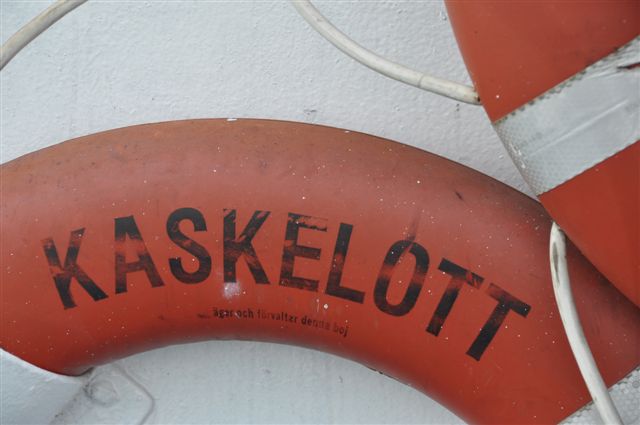 KASKELOTT
äger och förvaltar denna boj